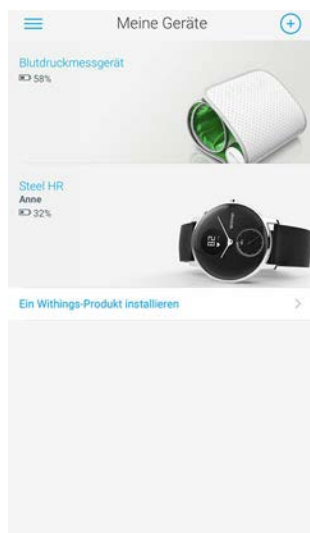 Meine Geräte
Blutdruckmessgerät
58%
Steel HR
Anne
32%
Ein Withings-Produkt installieren